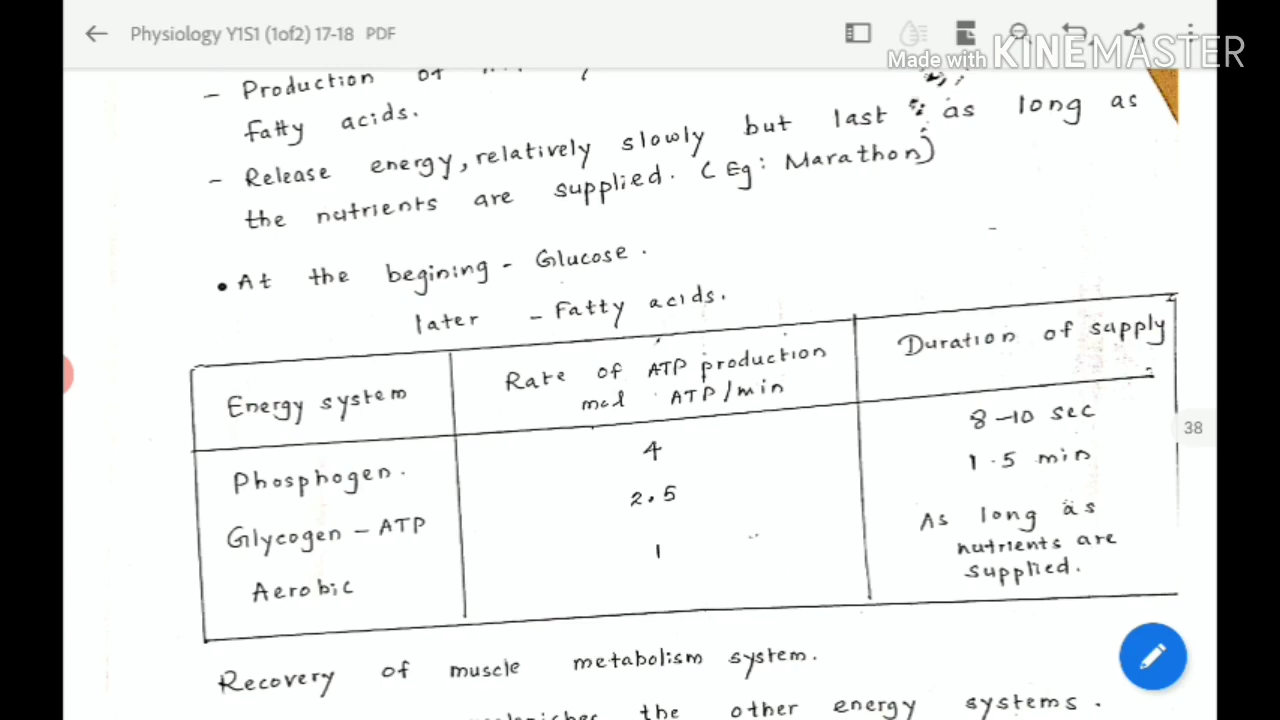 Physiology Y1S1 (1of2) 17-18 PDF
Made with KINEMASTER
- Production of
fatty acids.
- Release energy, relatively slowly but last as long as
the nutrients are supplied. (Eg: Marathon)
• At the begining - Glucose.
later - Fatty acids.
Energy system
Rate of ATP production
mol ATP/min
Duration of supply
Phosphogen.
4
8-10 sec
Glycogen - ATP
2.5
1.5 min
Aerobic
1
As long as
nutrients are
supplied.
38
Recovery of muscle metabolism system.
the other energy systems.